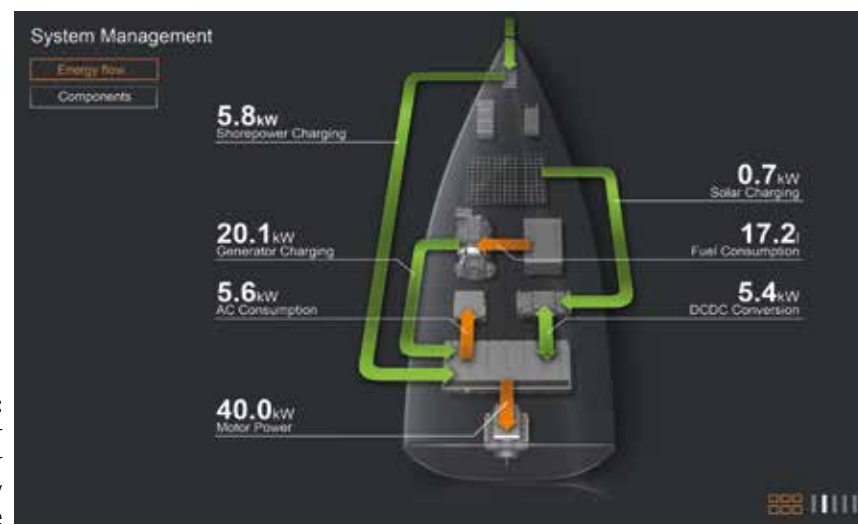 System Management
Energy flow
Components
5.8kW
Shorepower Charging
0.7kW
Solar Charging
20.1kW
Generator Charging
17.2l
Fuel Consumption
5.6kW
AC Consumption
5.4kW
DCDC Conversion
40.0kW
Motor Power